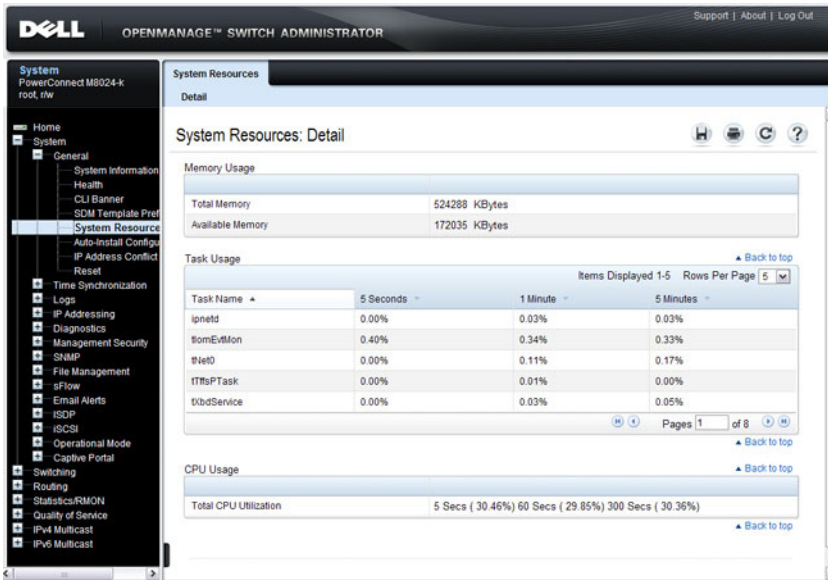 Support | About | Log Out
DELL
OPENMANAGE™ SWITCH ADMINISTRATOR
System
PowerConnect M8024-k
root, r/w
Home
System
General
System Information
Health
CLI Banner
SDM Template Pref
System Resource
Auto-Install Configu
IP Address Conflict
Reset
Time Synchronization
Logs
IP Addressing
Diagnostics
Management Security
SNMP
File Management
sFlow
Email Alerts
ISDP
iSCSI
Operational Mode
Captive Portal
Switching
Routing
Statistics/RMON
Quality of Service
IPv4 Multicast
IPv6 Multicast
System Resources
Detail
System Resources: Detail
Memory Usage
Total Memory 524288 KBytes
Available Memory 172035 KBytes
Task Usage Back to top
Items Displayed 1-5 Rows Per Page 5
Task Name 5 Seconds 1 Minute 5 Minutes
ipnetd 0.00% 0.03% 0.03%
tIomEvtMon 0.40% 0.34% 0.33%
tNet0 0.00% 0.11% 0.17%
tTffsPTask 0.00% 0.01% 0.00%
tXbdService 0.00% 0.03% 0.05%
Pages 1 of 8
Back to top
CPU Usage Back to top
Total CPU Utilization 5 Secs ( 30.46%) 60 Secs ( 29.85%) 300 Secs ( 30.36%)
Back to top